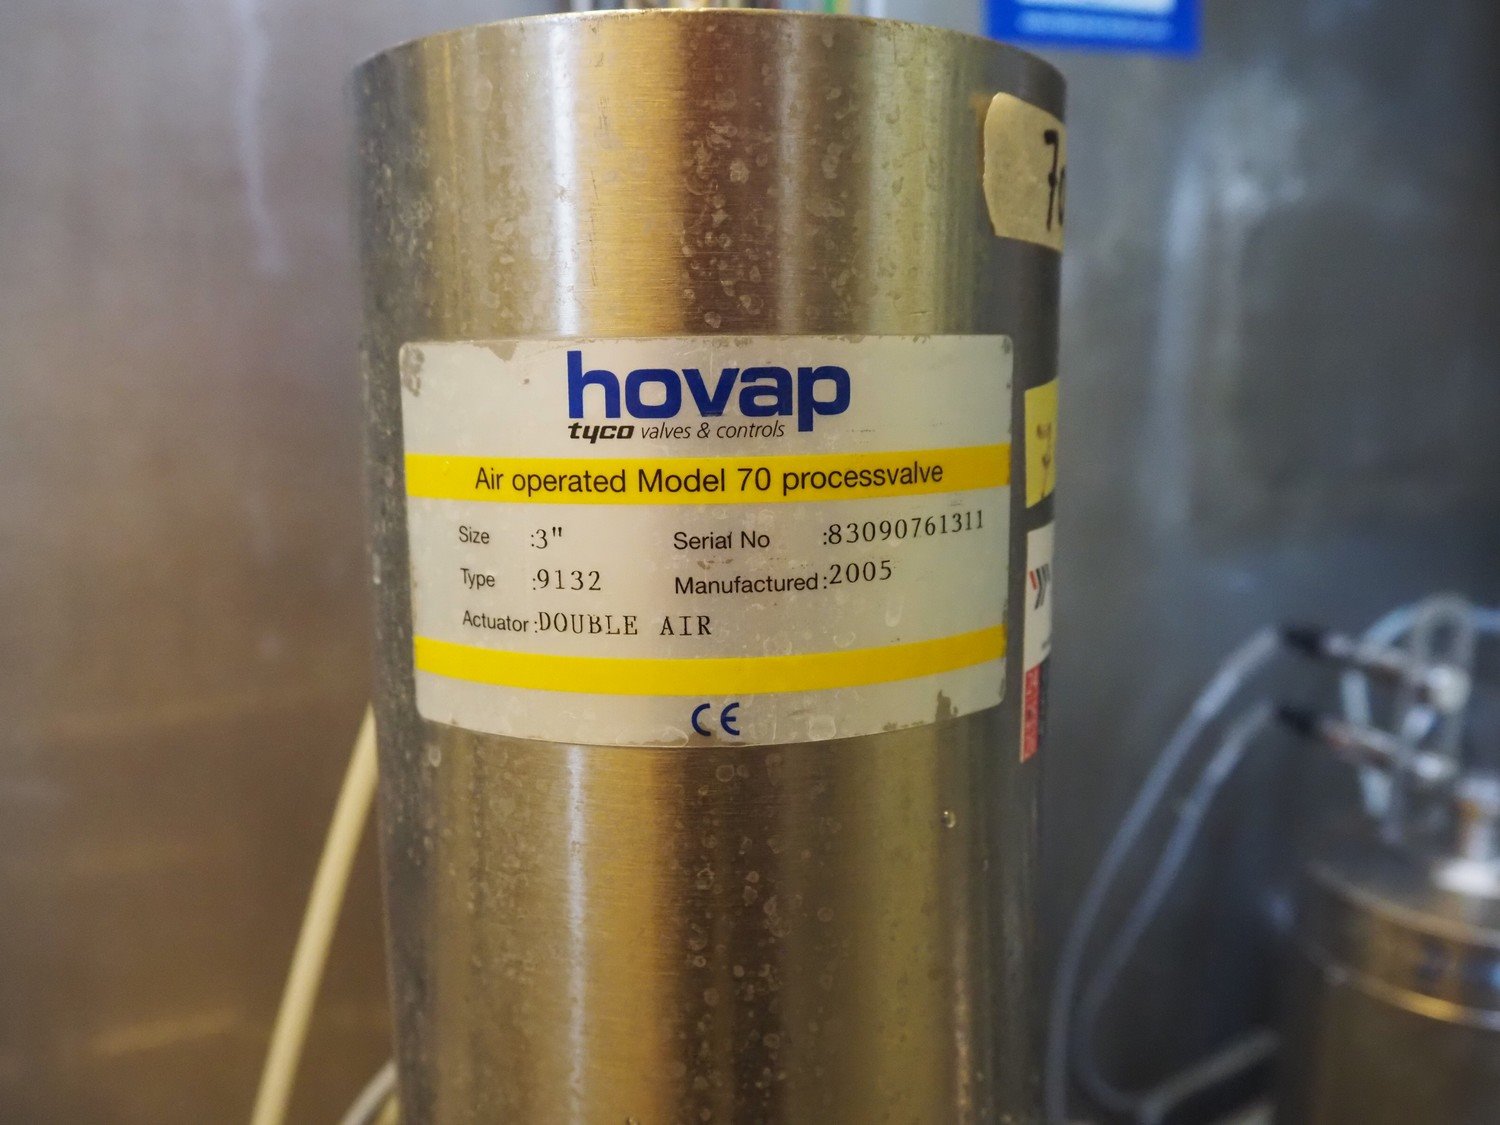 hovap
tyco valves & controls
Air operated Model 70 processvalve
Size :3" Serial No :83090761311
Type :9132 Manufactured :2005
Actuator :DOUBLE AIR
CE